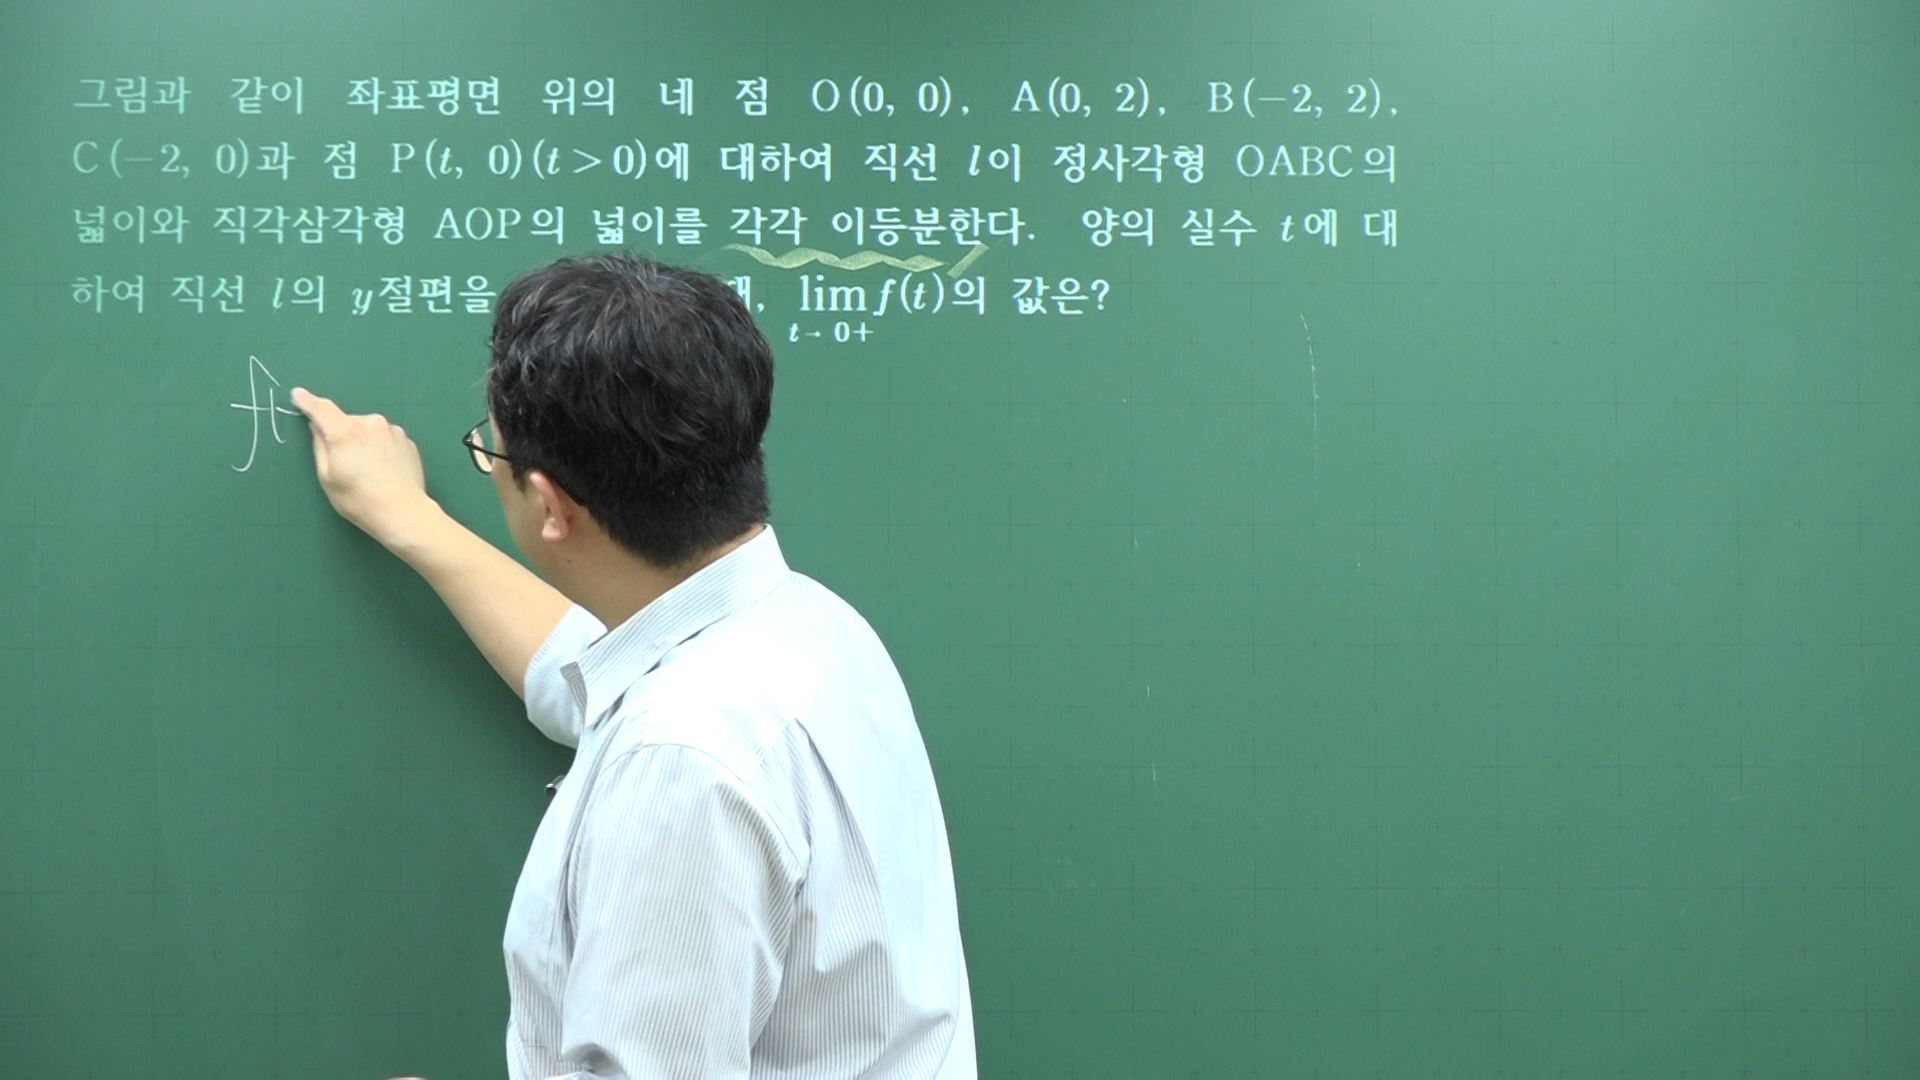 그림과 같이 좌표평면 위의 네 점 O(0, 0), A(0, 2), B(−2, 2),
C(−2, 0)과 점 P(t, 0)(t>0)에 대하여 직선 l이 정사각형 OABC의
넓이와 직각삼각형 AOP의 넓이를 각각 이등분한다. 양의 실수 t에 대
하여 직선 l의 y절편을 때, lim f(t)의 값은?
t→0+
f(